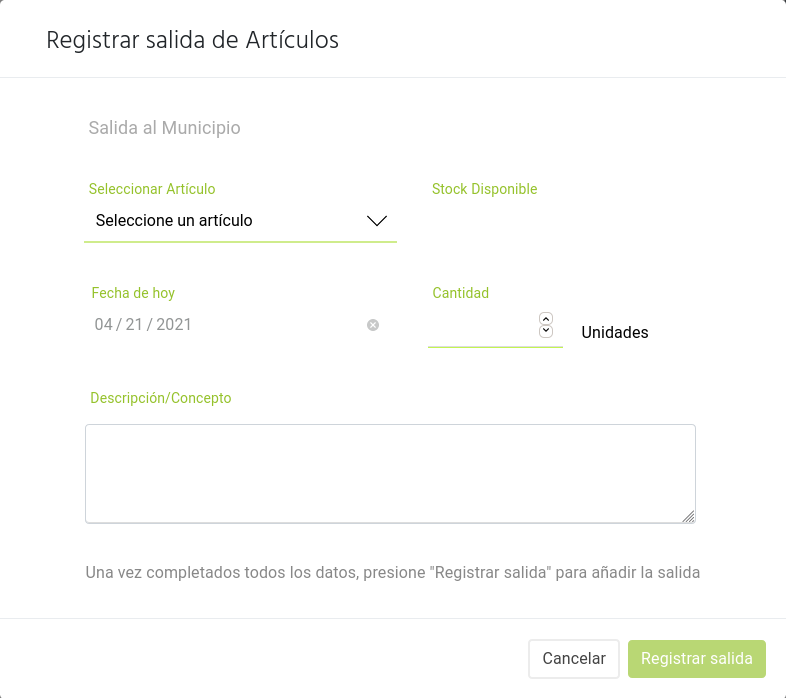 Registrar salida de Artículos
Salida al Municipio
Seleccionar Artículo
Stock Disponible
Seleccione un artículo
Fecha de hoy
Cantidad
04 / 21 / 2021
Unidades
Descripción/Concepto
Una vez completados todos los datos, presione "Registrar salida" para añadir la salida
Cancelar
Registrar salida